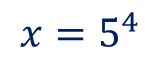 x = 5⁴